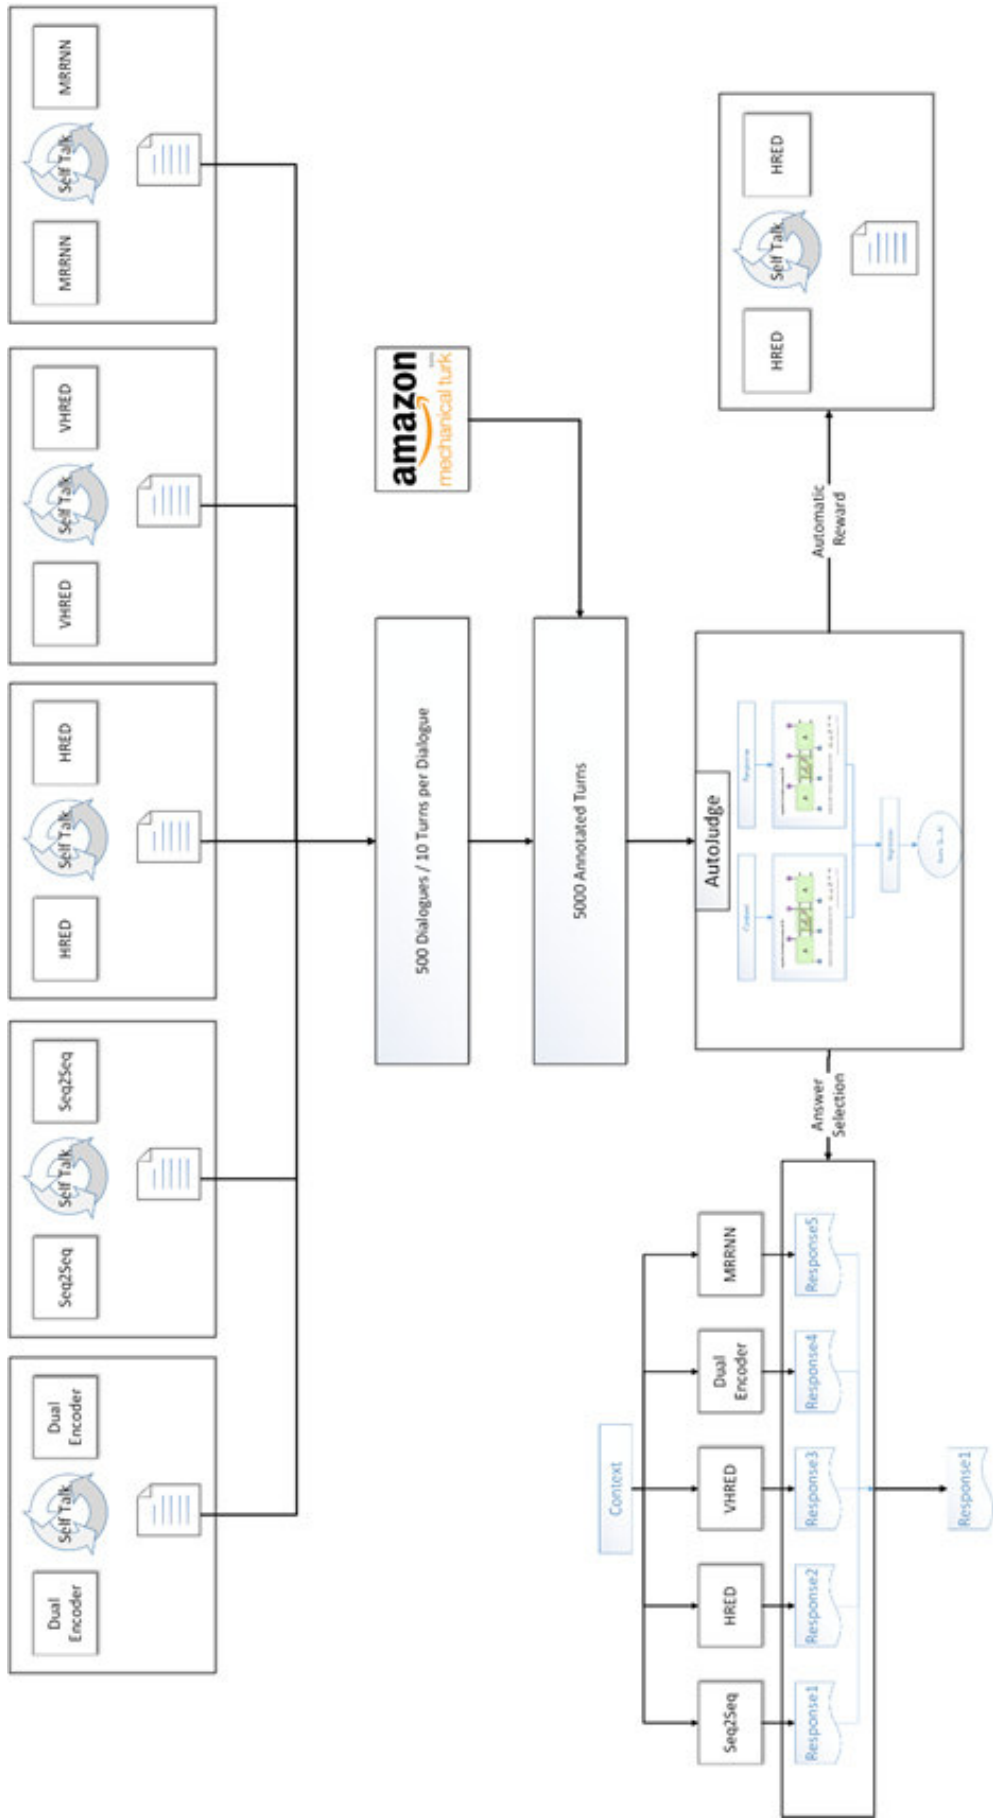 Dual
Encoder
Self Talk
Dual
Encoder
Seq2Seq
Self Talk
Seq2Seq
HRED
Self Talk
HRED
VHRED
Self Talk
VHRED
MRRNN
Self Talk
MRRNN
500 Dialogues / 10 Turns per Dialogue
amazon
mechanical turk
5000 Annotated Turns
Context
Seq2Seq
HRED
VHRED
Dual
Encoder
MRRNN
Response1
Response2
Response3
Response4
Response5
Response1
Answer
Selection
AutoJudge
Context
Response
Automatic
Reward
HRED
Self Talk
HRED